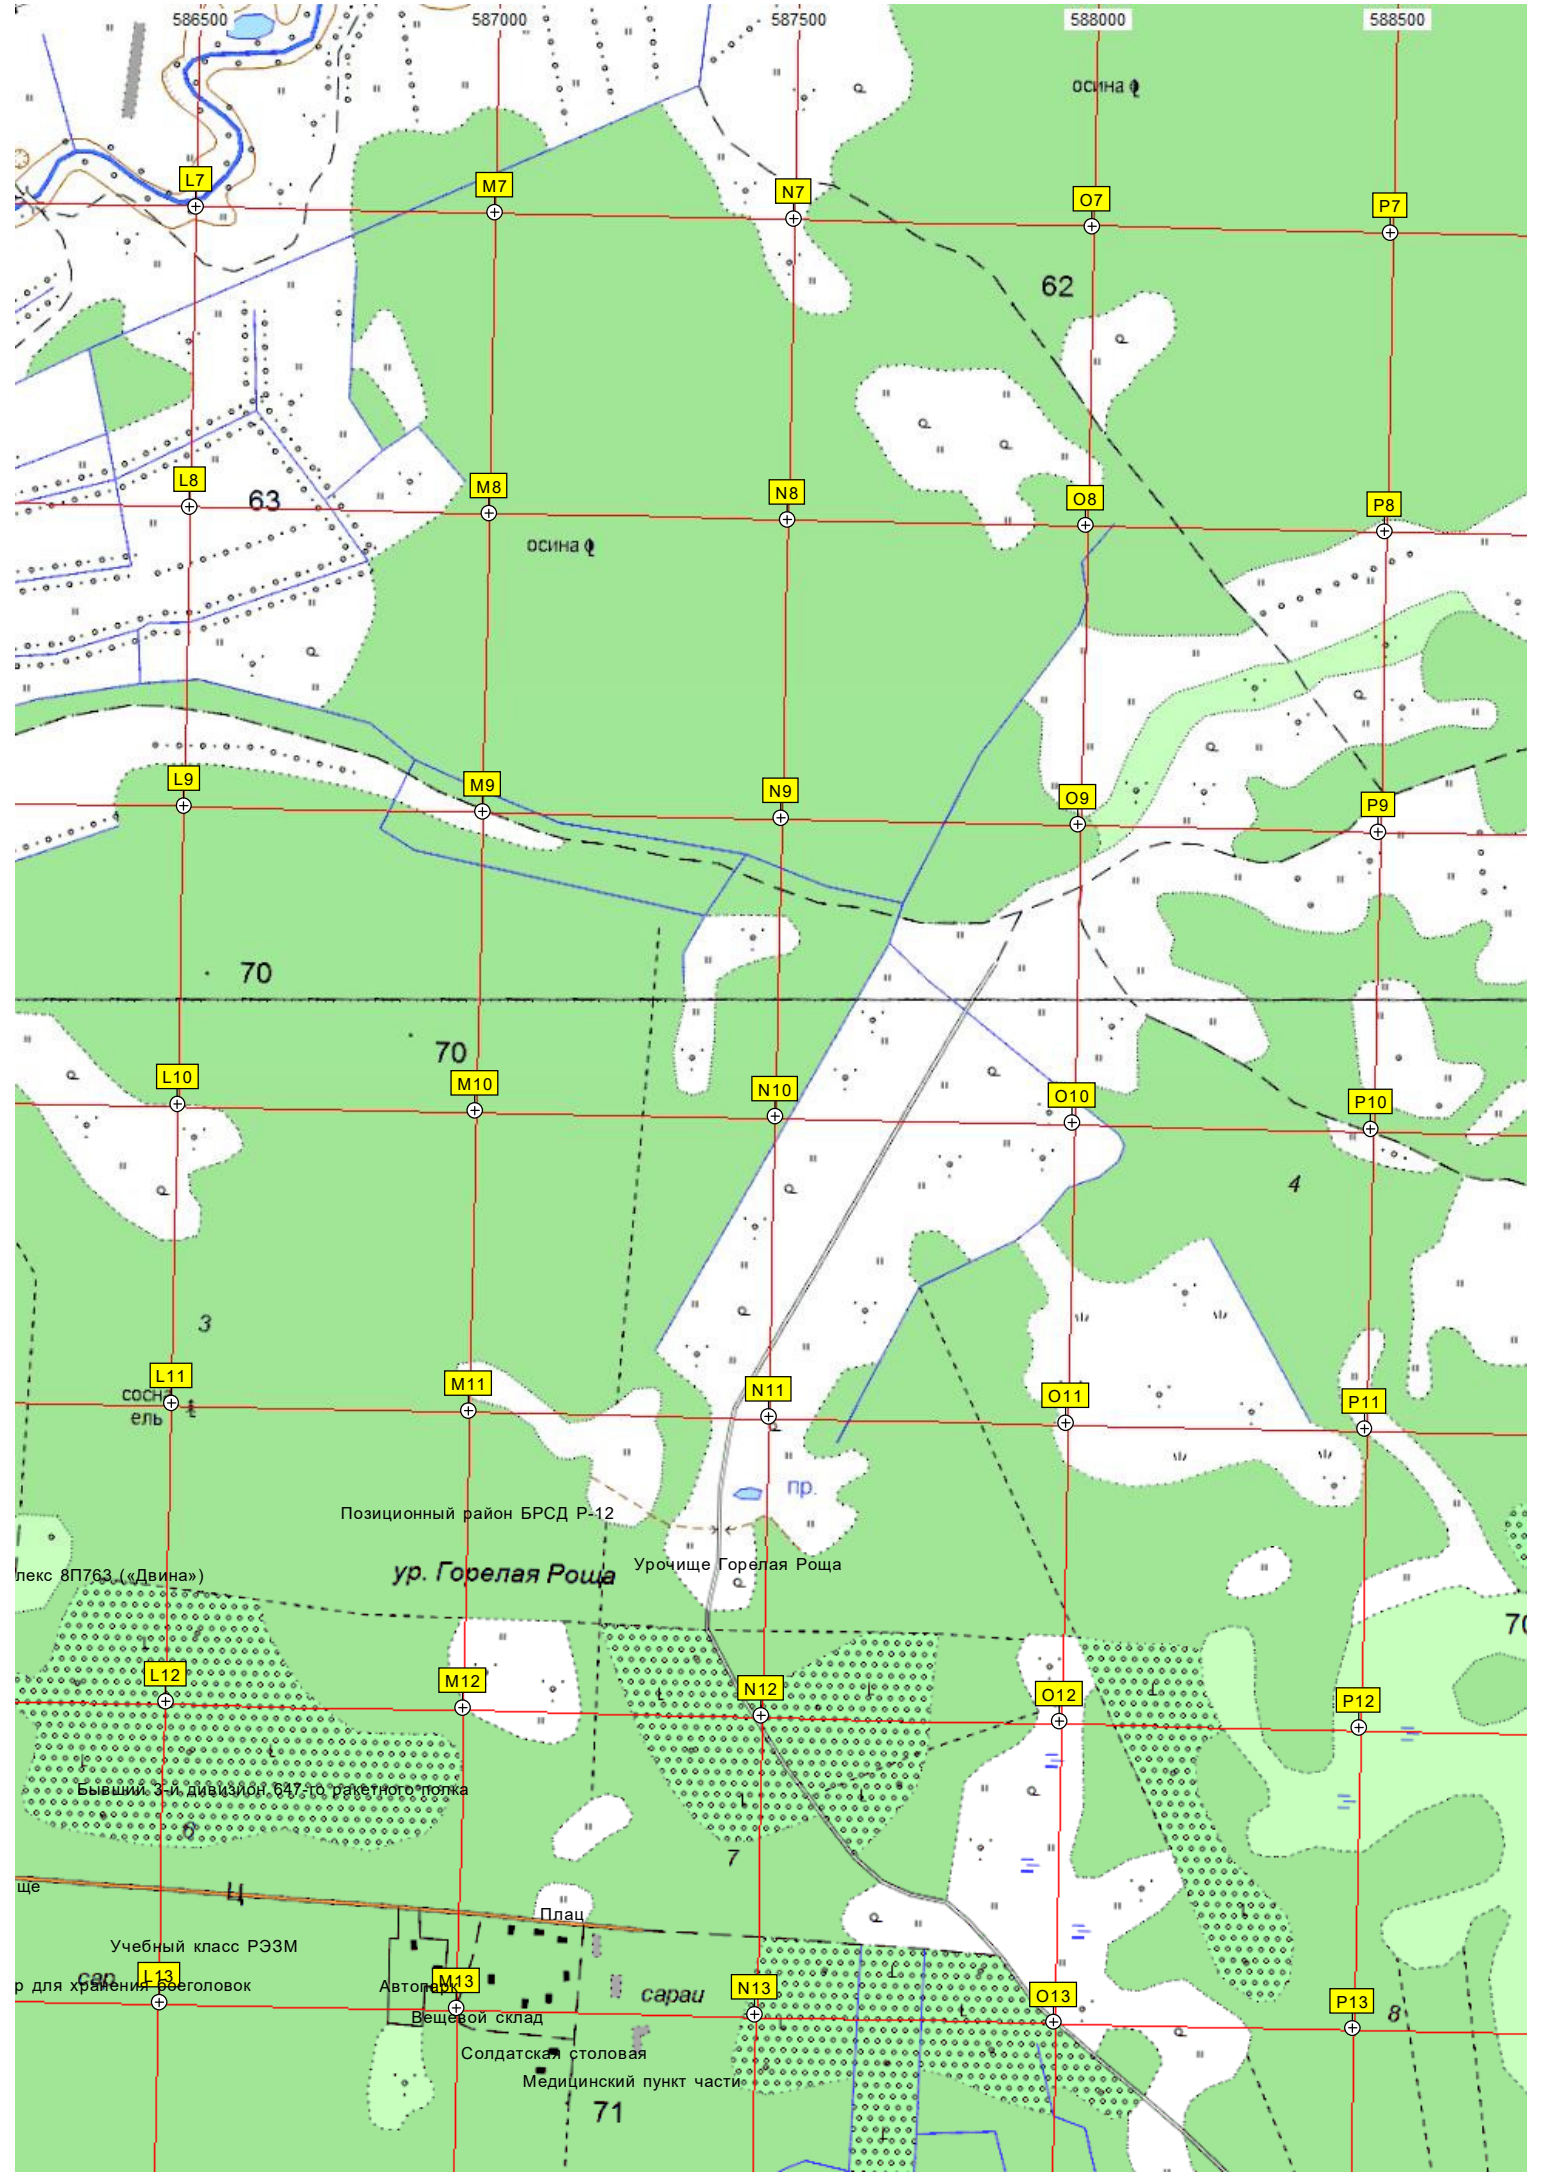 586500 587000 587500 588000 588500
осина
L7 M7 N7 O7 P7
62
L8 M8 N8 O8 P8
63
осина
L9 M9 N9 O9 P9
70
70
L10 M10 N10 O10 P10
4
3
L11 M11 N11 O11 P11
сосна
ель
пр.
Позиционный район БРСД Р-12
Урочище Горелая Роща
ур. Горелая Роща
лекс 8П763 («Двина»)
70
L12 M12 N12 O12 P12
Бывший 3-й дивизион 647-го ракетного полка
6
7
ще
Ц
Плац
Учебный класс РЭЗМ
сар
L13 M13 N13 O13 P13
р для хранения боеголовок
Автопарк
сараи
8
Вещевой склад
Солдатская столовая
Медицинский пункт части
71